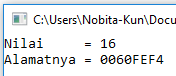 C:\Users\Nobita-Kun\Docu
Nilai     = 16
Alamatnya = 0060FEF4